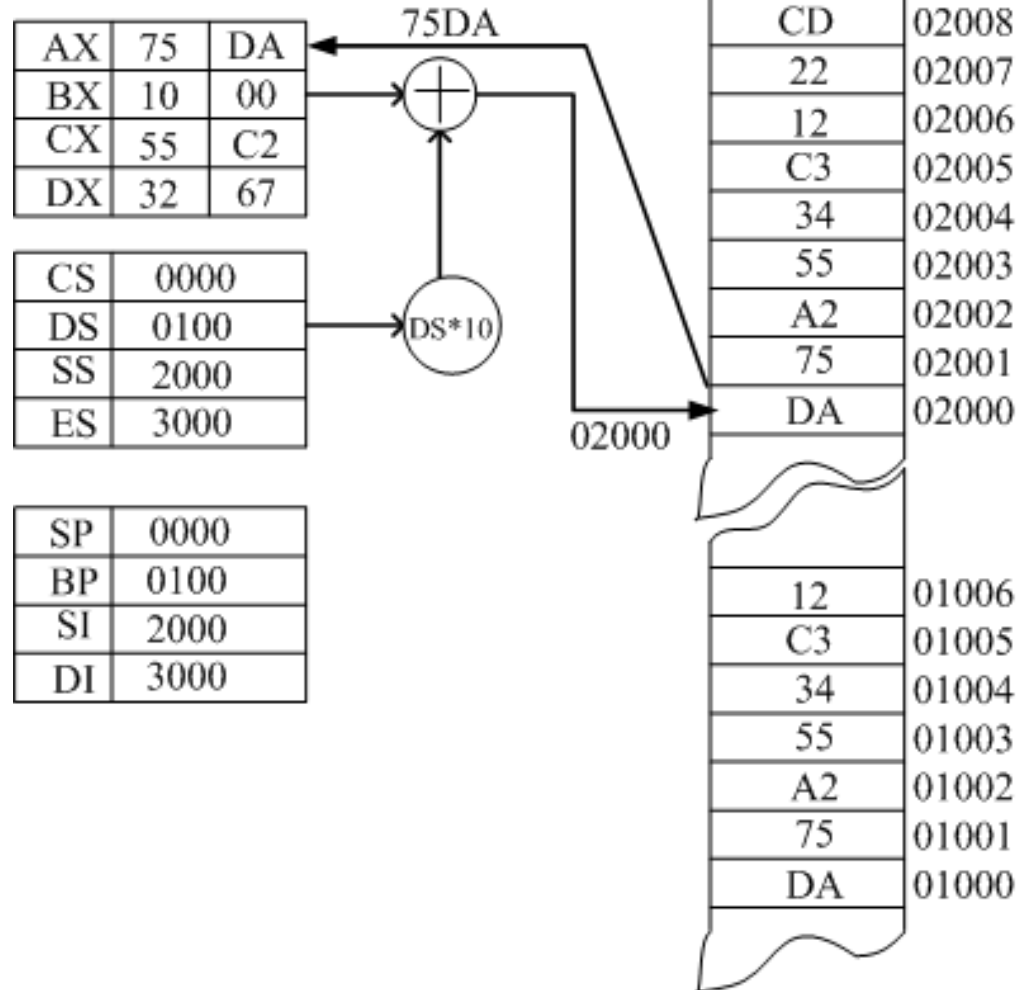 AX 75 DA
BX 10 00
CX 55 C2
DX 32 67
CS 0000
DS 0100
SS 2000
ES 3000
SP 0000
BP 0100
SI 2000
DI 3000
75DA
DS*10
02000
CD 02008
22 02007
12 02006
C3 02005
34 02004
55 02003
A2 02002
75 02001
DA 02000
12 01006
C3 01005
34 01004
55 01003
A2 01002
75 01001
DA 01000